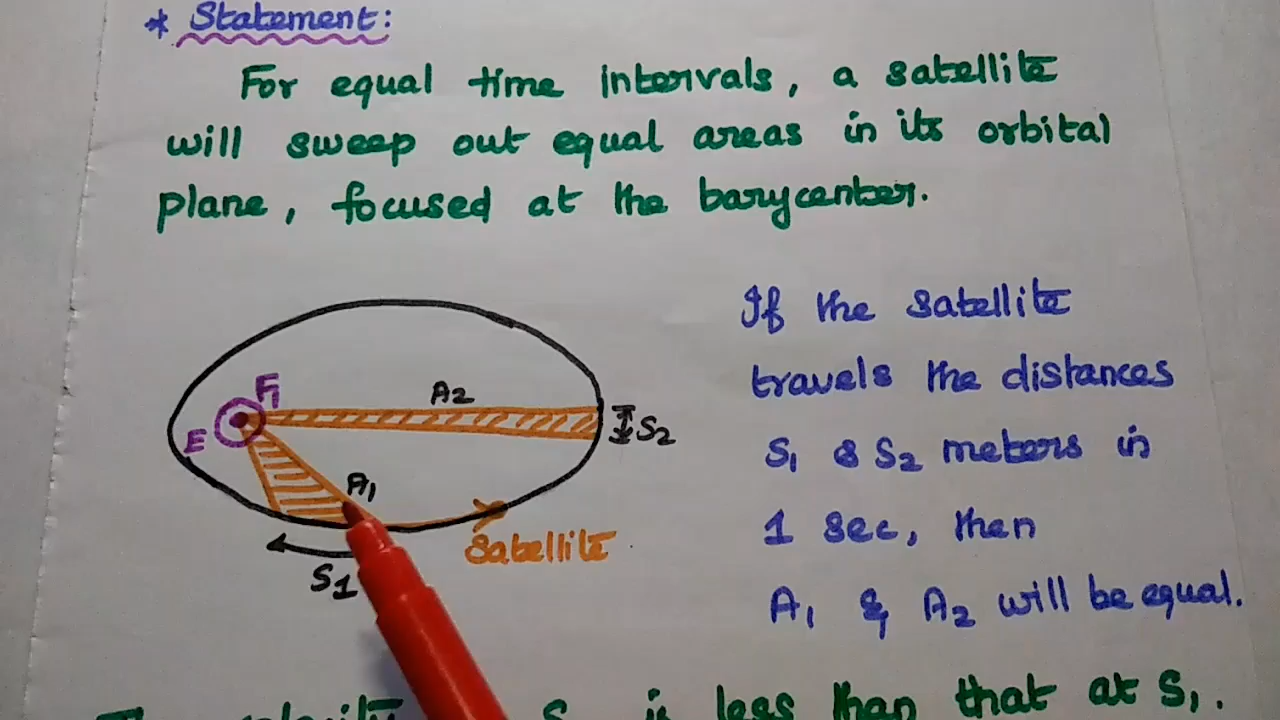 * Statement:
For equal time intervals, a satellite
will sweep out equal areas in its orbital
plane, focused at the barycenter.
If the satellite
travels the distances
S1 & S2 meters in
1 sec, then
A1 & A2 will be equal.
F1
E
A2
S2
A1
Satellite
S1
is less than that at S1.